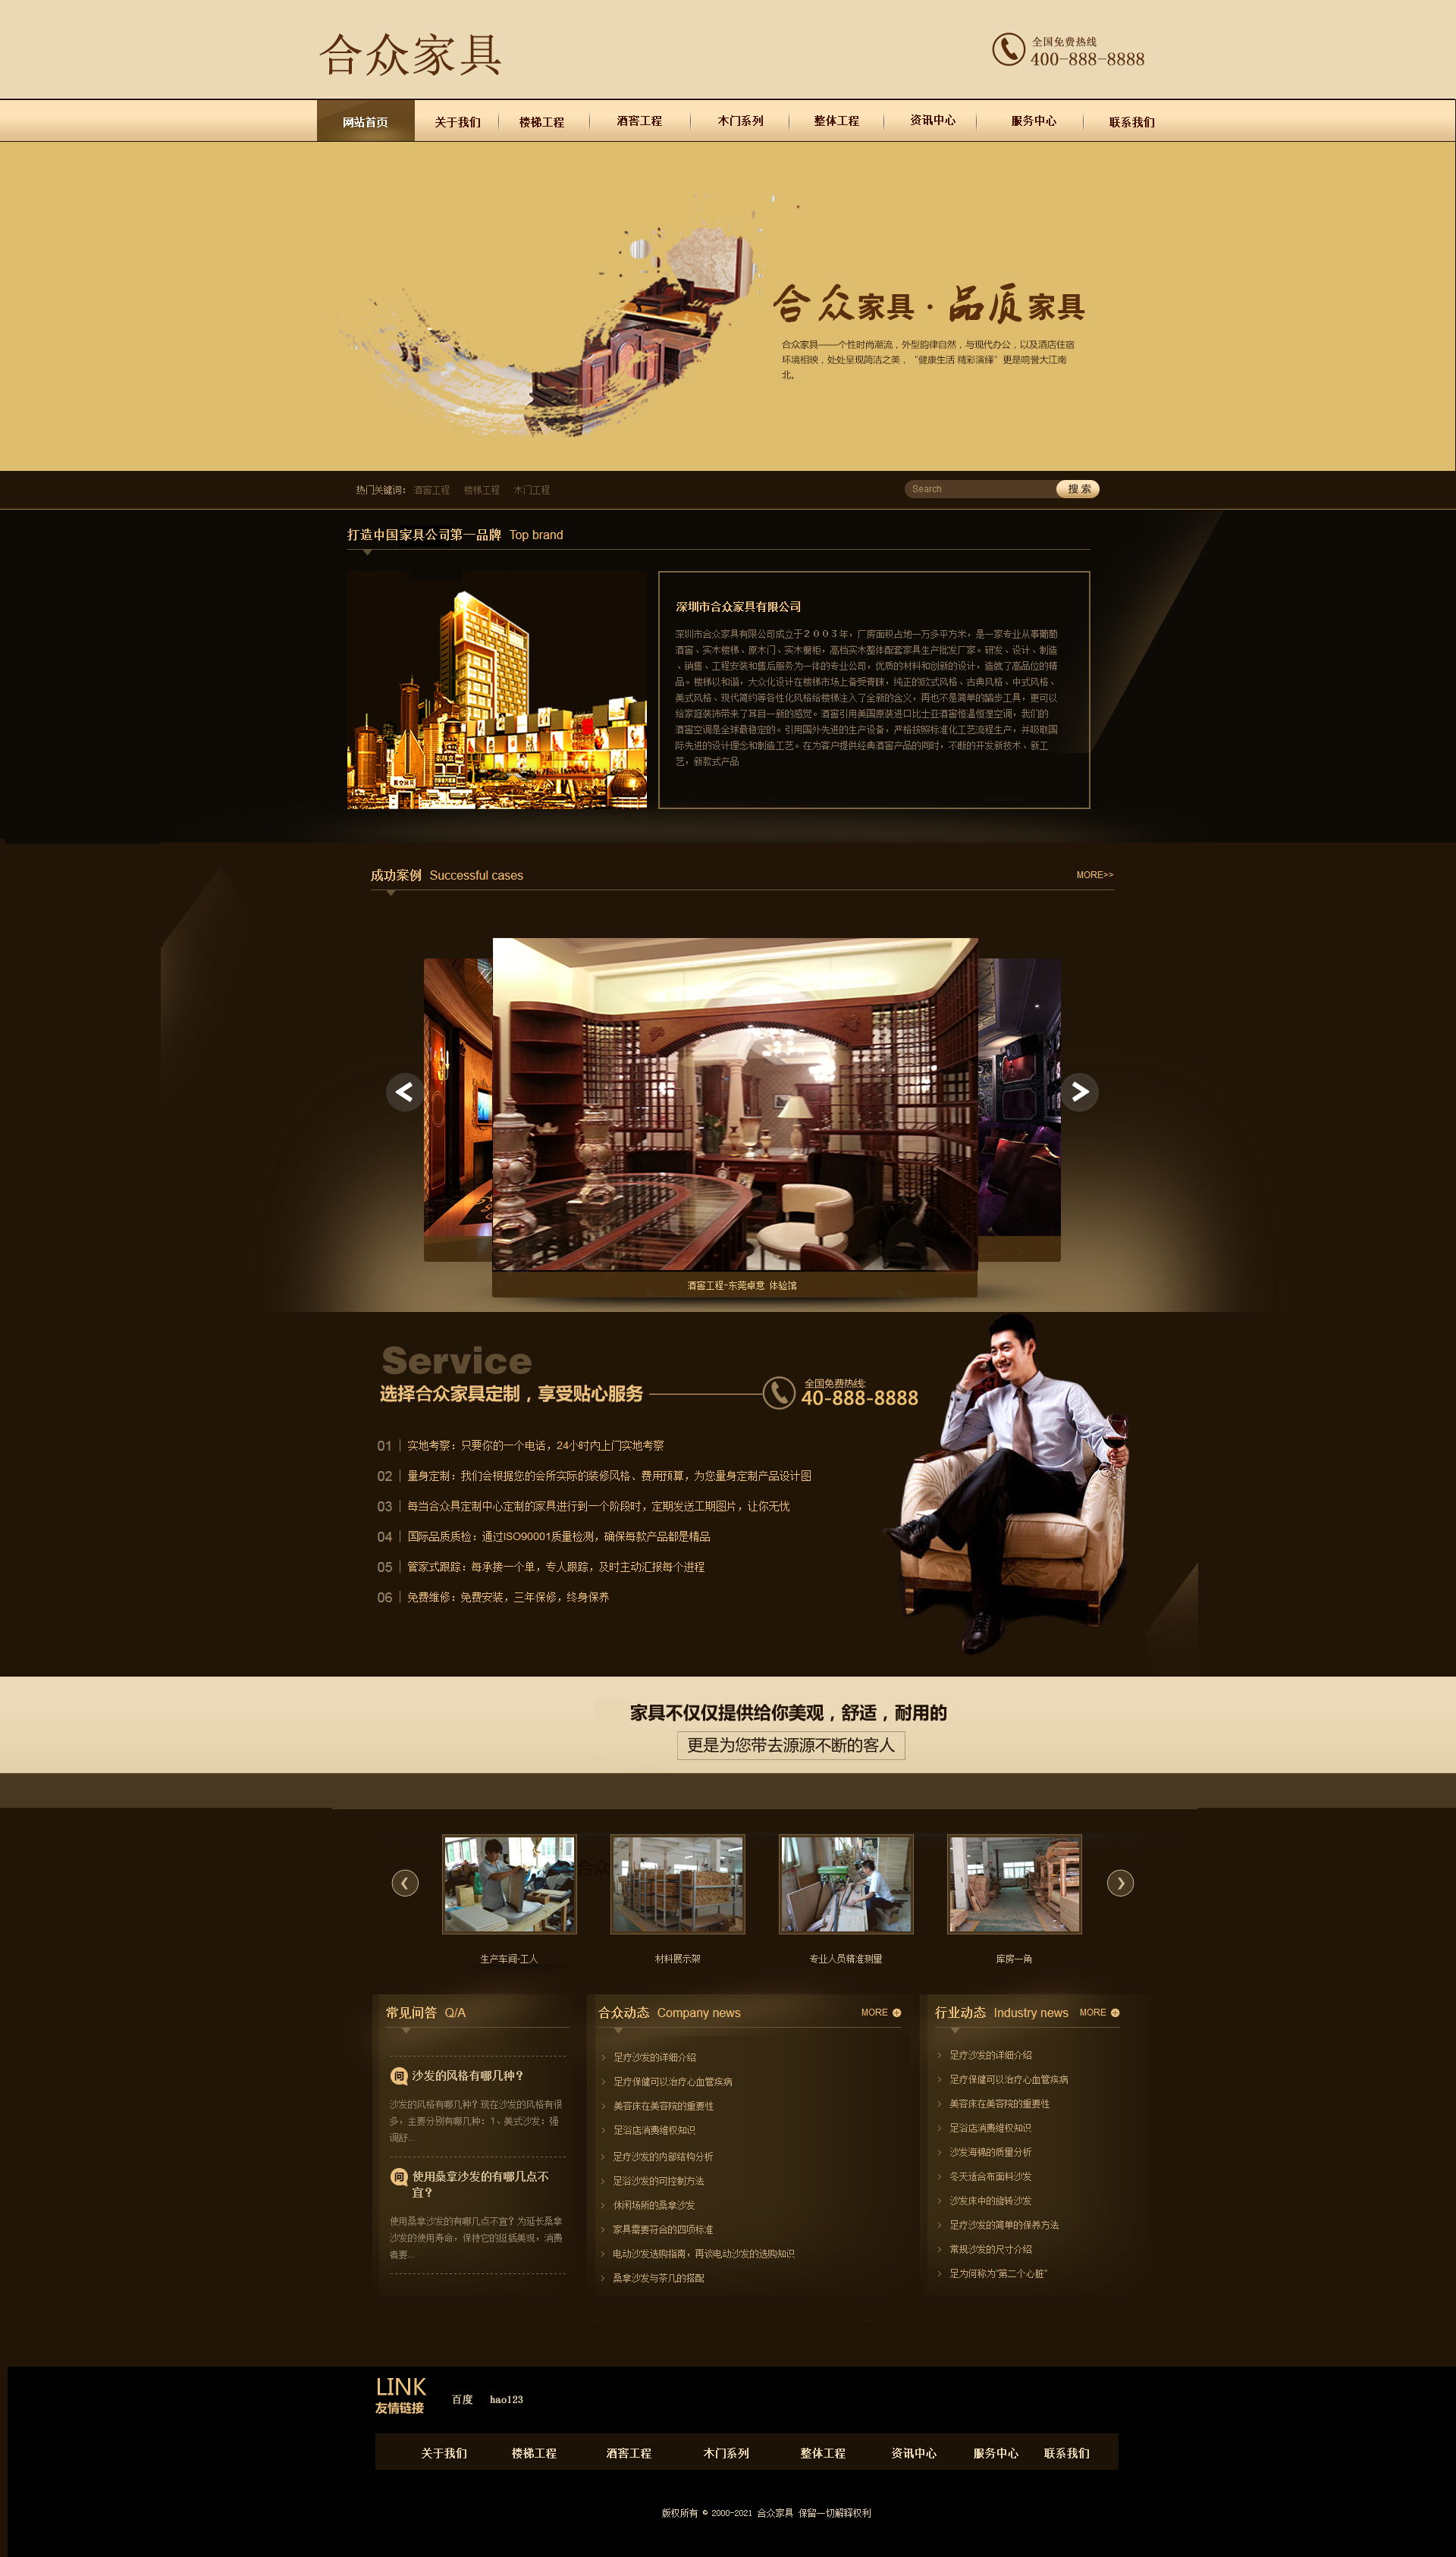 合众家具
全国免费热线
400-888-8888
网站首页 关于我们 楼梯工程 酒窖工程 木门系列 整体工程 资讯中心 服务中心 联系我们
合众家具·品质家具
合众家具——个性时尚潮流，外型韵律自然，与现代办公，以及酒店住宿
环境相映，处处呈现简洁之美，“健康生活 精彩演绎”更是响誉大江南
北。
热门关键词： 酒窖工程 楼梯工程 木门工程
Search 搜 索
打造中国家具公司第一品牌 Top brand
深圳市合众家具有限公司
深圳市合众家具有限公司成立于２００３年，厂房面积占地一万多平方米，是一家专业从事葡萄
酒窖、实木楼梯、原木门、实木橱柜，高档实木整体配套家具生产批发厂家。研发、设计、制造
、销售、工程安装和售后服务为一体的专业公司，优质的材料和创新的设计，造就了高品位的精
品。楼梯以和谐，大众化设计在楼梯市场上备受青睐，纯正的欧式风格、古典风格、中式风格、
美式风格、现代简约等各性化风格给楼梯注入了全新的含义，再也不是简单的踏步工具，更可以
给家庭装饰带来了耳目一新的感觉。酒窖引用美国原装进口比士亚酒窖恒温恒湿空调，我们的
酒窖空调是全球最稳定的。引用国外先进的生产设备，严格按照标准化工艺流程生产，并吸取国
际先进的设计理念和制造工艺。在为客户提供经典酒窖产品的同时，不断的开发新技术、新工
艺，新款式产品
成功案例 Successful cases MORE>>
酒窖工程-东莞卓意 体验馆
Service
选择合众家具定制，享受贴心服务
全国免费热线:
40-888-8888
01 | 实地考察：只要你的一个电话，24小时内上门实地考察
02 | 量身定制：我们会根据您的会所实际的装修风格、费用预算，为您量身定制产品设计图
03 | 每当合众具定制中心定制的家具进行到一个阶段时，定期发送工期图片，让你无忧
04 | 国际品质质检：通过ISO90001质量检测，确保每款产品都是精品
05 | 管家式跟踪：每承接一个单，专人跟踪，及时主动汇报每个进程
06 | 免费维修：免费安装，三年保修，终身保养
家具不仅仅提供给你美观，舒适，耐用的
更是为您带去源源不断的客人
合众
生产车间-工人 材料展示架 专业人员精准测量 库房一角
常见问答 Q/A
问 沙发的风格有哪几种？
沙发的风格有哪几种？现在沙发的风格有很
多，主要分别有哪几种：1、美式沙发：强
调舒...
问 使用桑拿沙发的有哪几点不
宜？
使用桑拿沙发的有哪几点不宜？为延长桑拿
沙发的使用寿命，保持它的挺括美观，消费
者要...
合众动态 Company news MORE
足疗沙发的详细介绍
足疗保健可以治疗心血管疾病
美容床在美容院的重要性
足浴店消费维权知识
足疗沙发的内部结构分析
足浴沙发的可控制方法
休闲场所的桑拿沙发
家具需要符合的四项标准
电动沙发选购指南，再谈电动沙发的选购知识
桑拿沙发与茶几的搭配
行业动态 Industry news MORE
足疗沙发的详细介绍
足疗保健可以治疗心血管疾病
美容床在美容院的重要性
足浴店消费维权知识
沙发海棉的质量分析
冬天适合布面料沙发
沙发床中的旋转沙发
足疗沙发的简单的保养方法
常规沙发的尺寸介绍
足为何称为"第二个心脏"
LINK
友情链接
百度 hao123
关于我们 楼梯工程 酒窖工程 木门系列 整体工程 资讯中心 服务中心 联系我们
版权所有 © 2000-2021 合众家具 保留一切解释权利